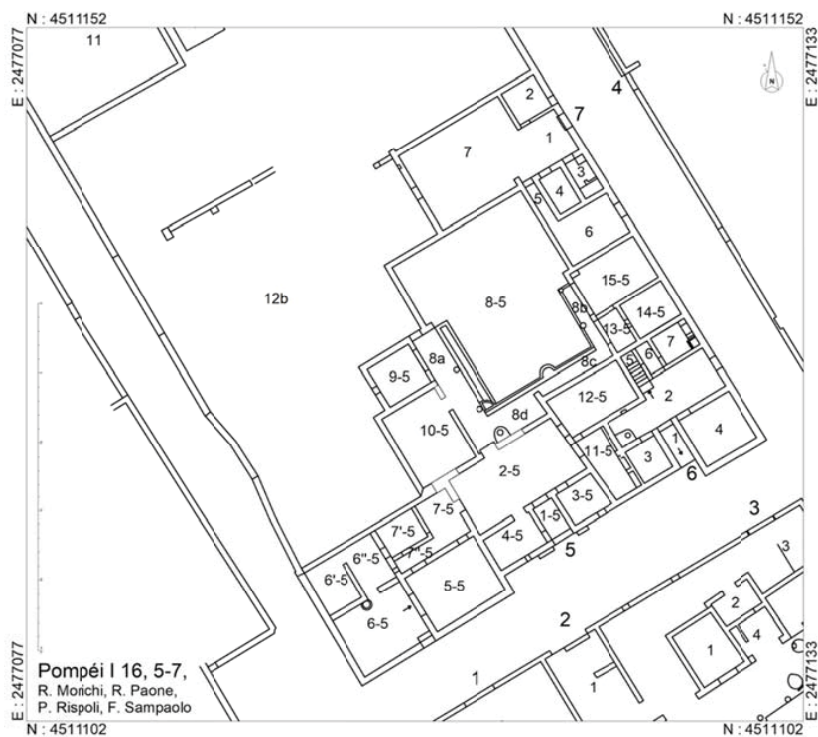 N : 4511152
N : 4511152
E : 2477077
E : 2477133
11
4
2
7
7
1
3
4
5
6
15-5
12b
8-5
8b
14-5
13-5
7
8a
5
6
8c
9-5
2
12-5
8d
10-5
4
1
11-5
2-5
3
6
3-5
7-5
1-5
3
7'-5
4-5
6''-5
7''-5
5
3
6'-5
5-5
2
2
6-5
4
1
1
1
E : 2477077
E : 2477133
Pompéi I 16, 5-7,
R. Morichi, R. Paone,
P. Rispoli, F. Sampaolo
N : 4511102
N : 4511102
N